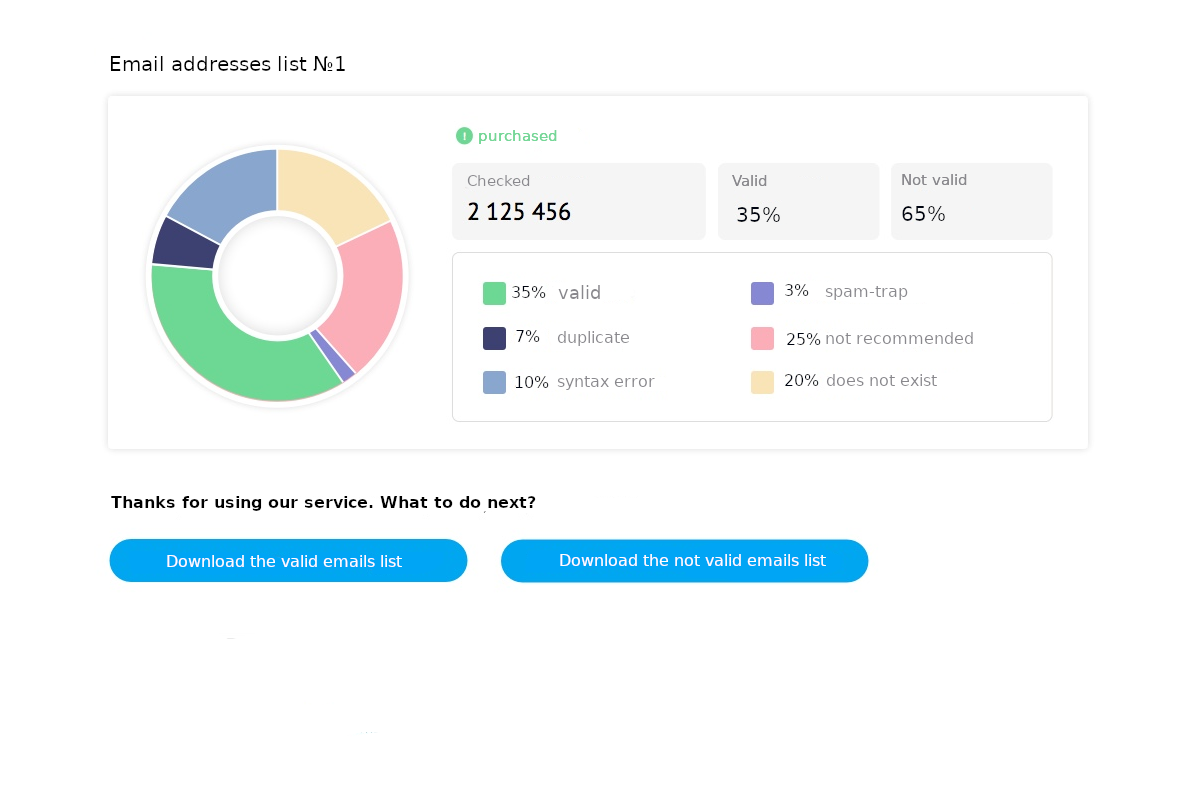 Email addresses list №1
! purchased
Checked
2 125 456
Valid
35%
Not valid
65%
35% valid
3% spam-trap
7% duplicate
25% not recommended
10% syntax error
20% does not exist
Thanks for using our service. What to do next?
Download the valid emails list
Download the not valid emails list